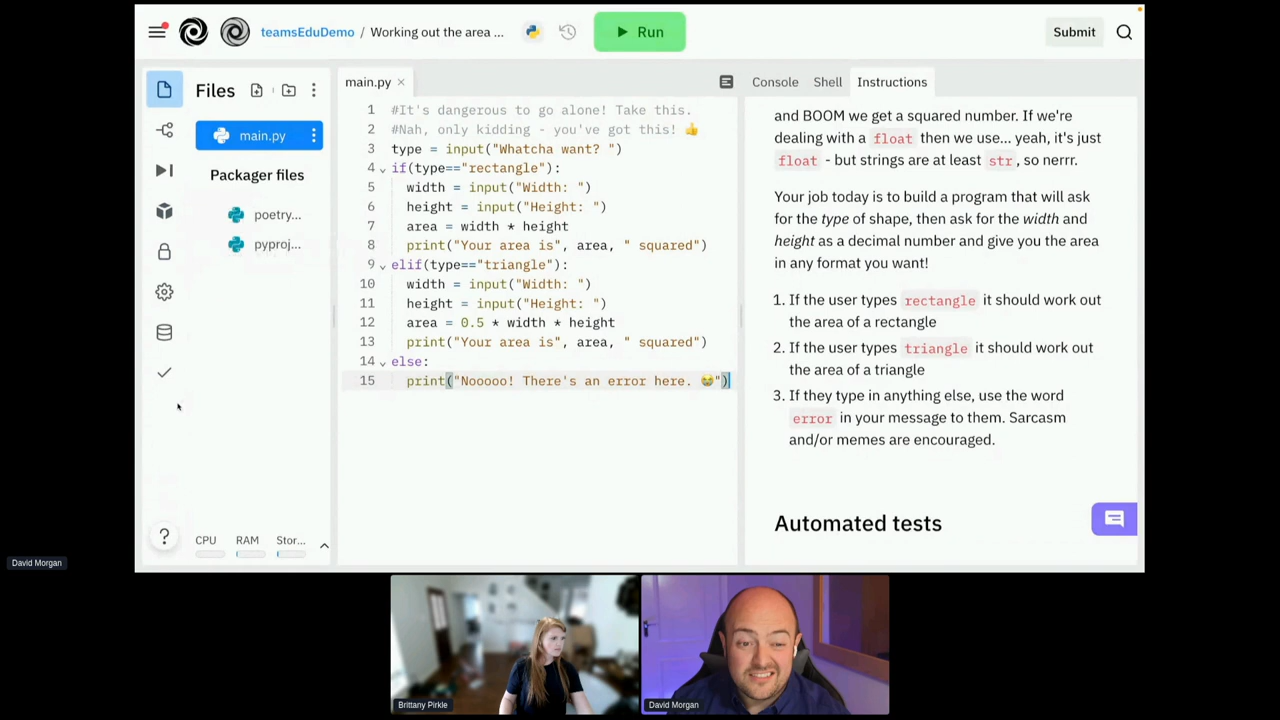 teamsEduDemo / Working out the area ...
Run
Submit
Files
main.py
Packager files
poetry...
pyproj...
?
CPU RAM Stor...
main.py ×
1 #It's dangerous to go alone! Take this.
2 #Nah, only kidding - you've got this! 👍
3 type = input("Whatcha want? ")
4 if(type=="rectangle"):
5 width = input("Width: ")
6 height = input("Height: ")
7 area = width * height
8 print("Your area is", area, " squared")
9 elif(type=="triangle"):
10 width = input("Width: ")
11 height = input("Height: ")
12 area = 0.5 * width * height
13 print("Your area is", area, " squared")
14 else:
15 print("Nooooo! There's an error here. 😭")
Console Shell Instructions
and BOOM we get a squared number. If we're
dealing with a float then we use... yeah, it's just
float - but strings are at least str, so nerrr.
Your job today is to build a program that will ask
for the type of shape, then ask for the width and
height as a decimal number and give you the area
in any format you want!
1. If the user types rectangle it should work out
the area of a rectangle
2. If the user types triangle it should work out
the area of a triangle
3. If they type in anything else, use the word
error in your message to them. Sarcasm
and/or memes are encouraged.
Automated tests
David Morgan
Brittany Pirkle
David Morgan